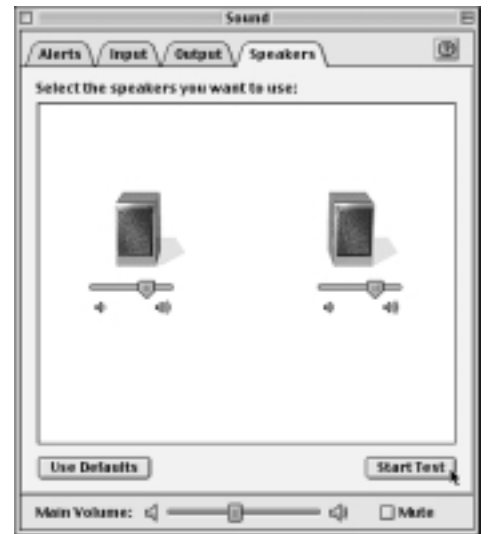 Sound
Alerts Input Output Speakers
Select the speakers you want to use:
Use Defaults Start Test
Main Volume: Mute